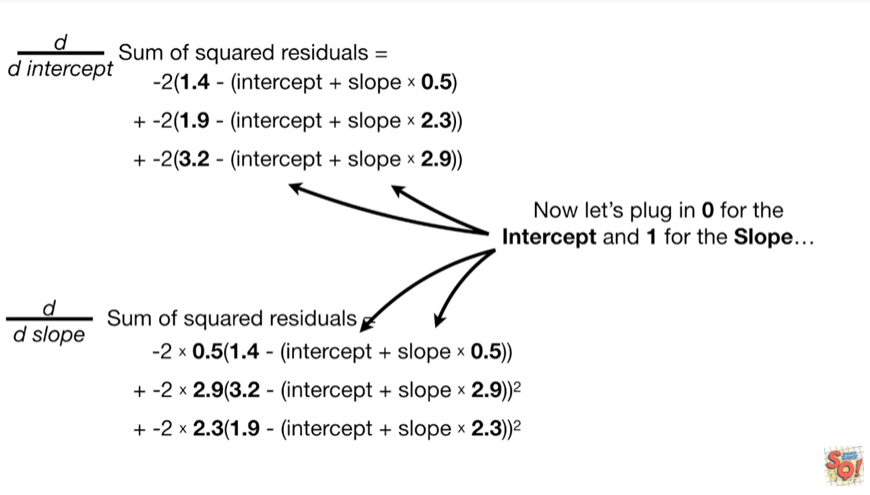 d
d intercept
Sum of squared residuals =
-2(1.4 - (intercept + slope × 0.5)
+ -2(1.9 - (intercept + slope × 2.3))
+ -2(3.2 - (intercept + slope × 2.9))
Now let's plug in 0 for the
Intercept and 1 for the Slope…
d
d slope
Sum of squared residuals =
-2 × 0.5(1.4 - (intercept + slope × 0.5))
+ -2 × 2.9(3.2 - (intercept + slope × 2.9))²
+ -2 × 2.3(1.9 - (intercept + slope × 2.3))²
SQ!